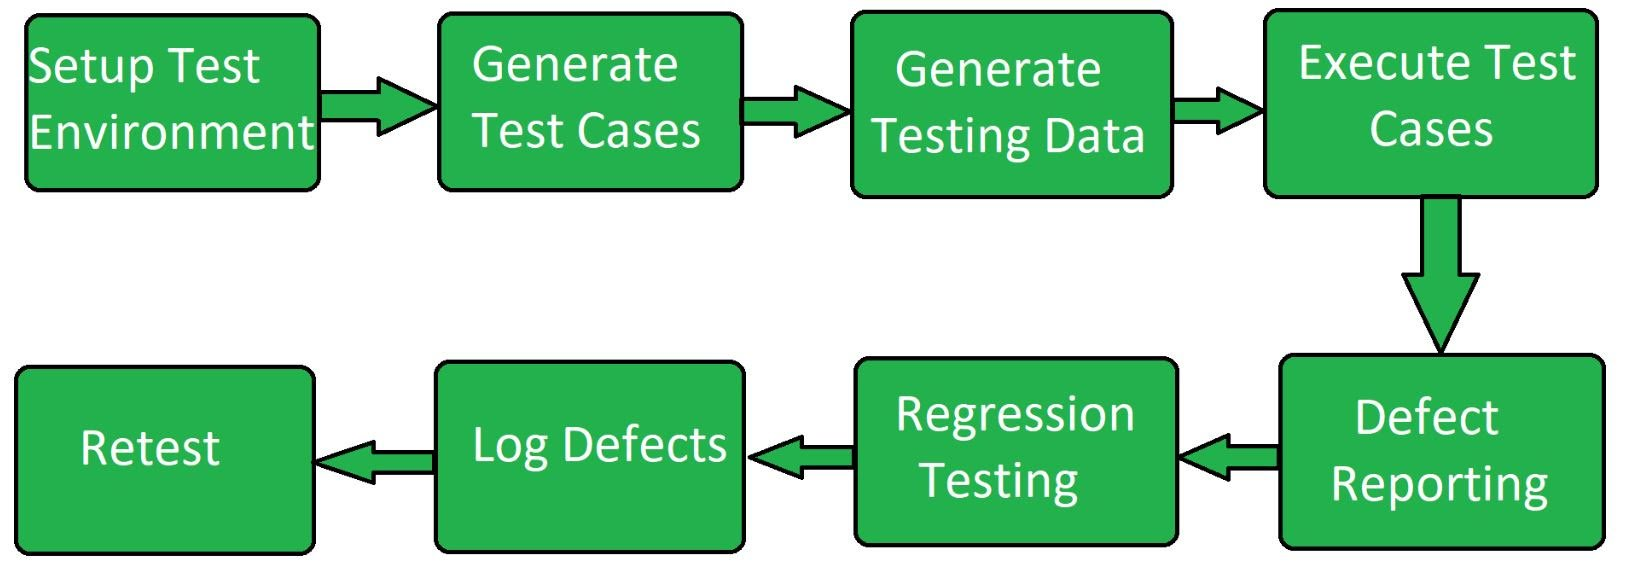 Setup Test
Environment
Generate
Test Cases
Generate
Testing Data
Execute Test
Cases
Defect
Reporting
Regression
Testing
Log Defects
Retest